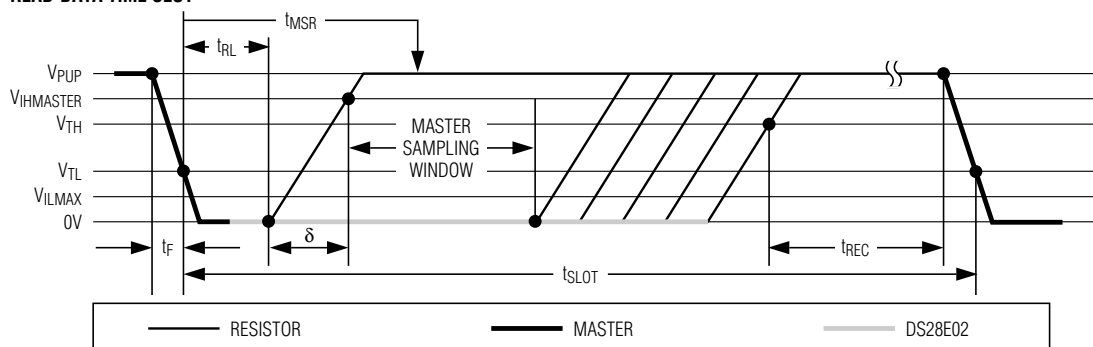 READ-DATA TIME SLOT
tMSR
tRL
VPUP
VIHMASTER
VTH
MASTER
SAMPLING
WINDOW
VTL
VILMAX
0V
tF
δ
tREC
tSLOT
RESISTOR
MASTER
DS28E02